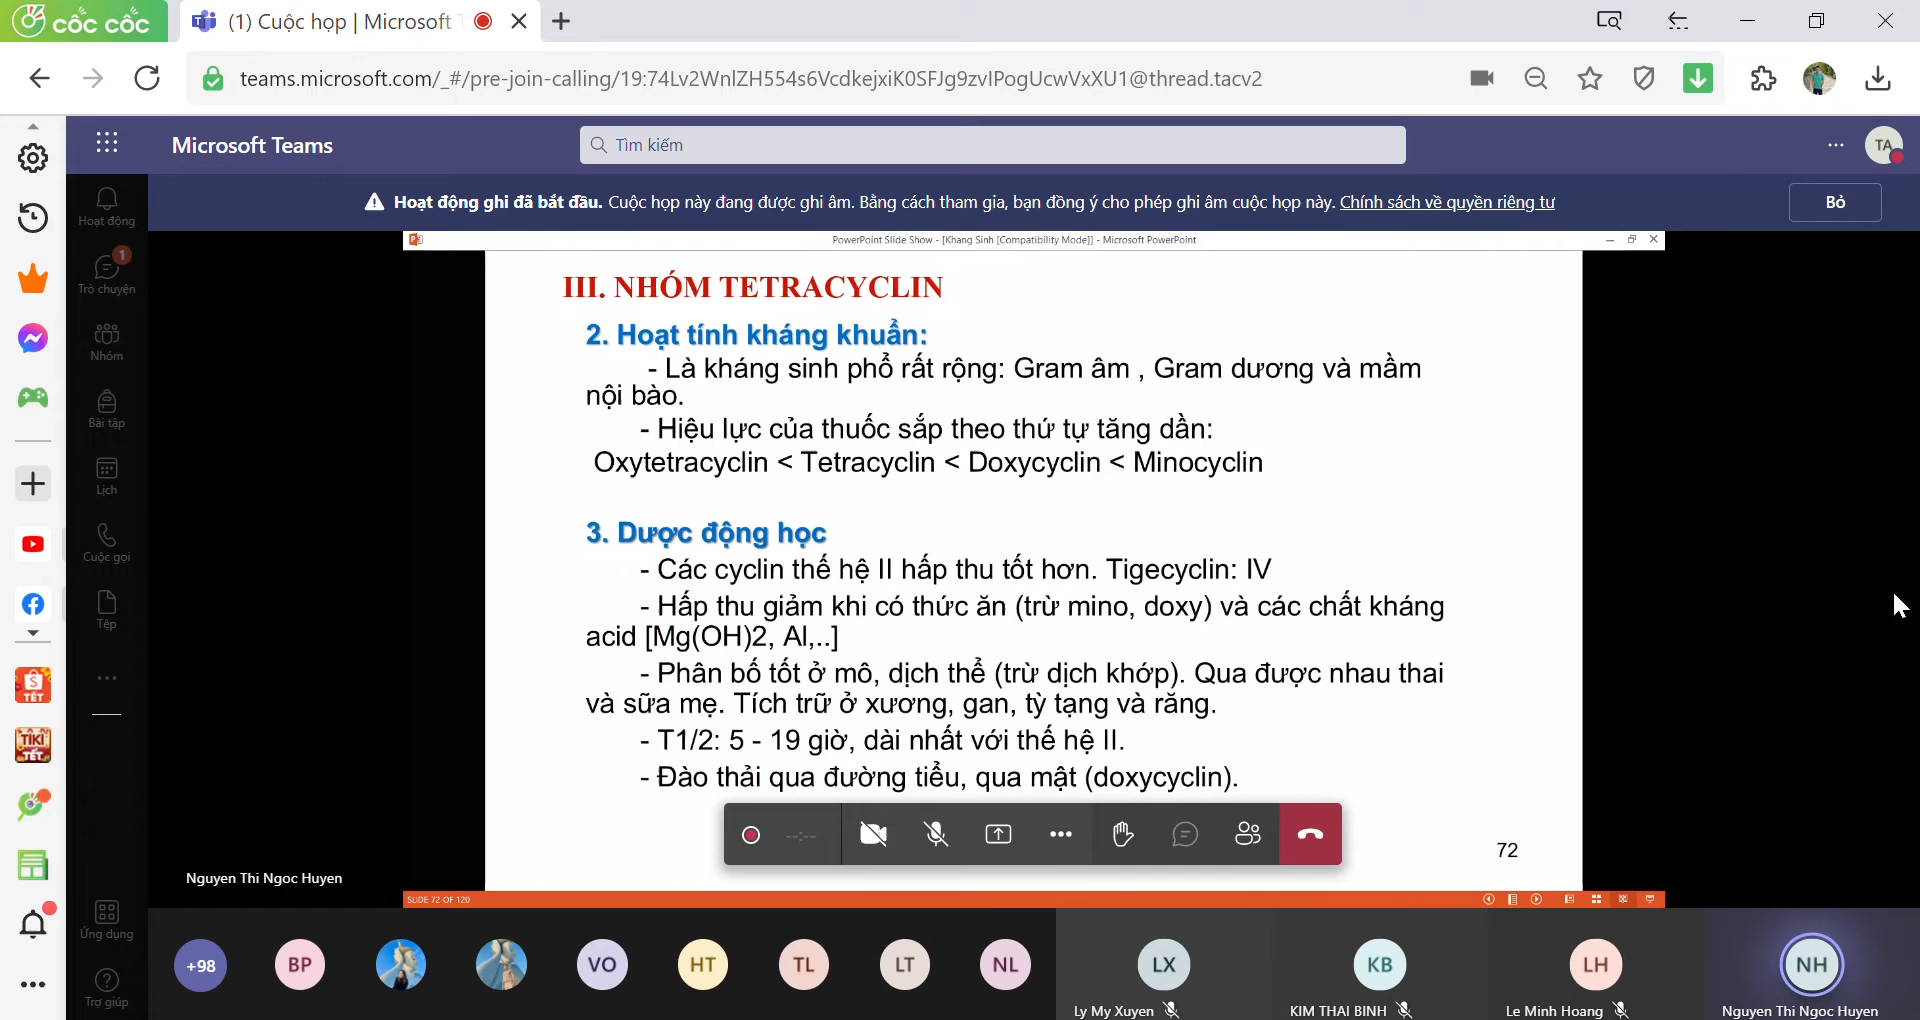 cốc cốc
(1) Cuộc họp | Microsoft
teams.microsoft.com/_#/pre-join-calling/19:74Lv2WnlZH554s6VcdkejxiK0SFJg9zvIPogUcwVxXU1@thread.tacv2
Microsoft Teams
Tìm kiếm
TA
Hoạt động ghi đã bắt đầu. Cuộc họp này đang được ghi âm. Bằng cách tham gia, bạn đồng ý cho phép ghi âm cuộc họp này. Chính sách về quyền riêng tư
Bỏ
Hoạt động
1
Trò chuyện
Nhóm
Bài tập
Lịch
Cuộc gọi
Tệp
Ứng dụng
Trợ giúp
TẾT
TIKI
TẾT
PowerPoint Slide Show - [Khang Sinh [Compatibility Mode]] - Microsoft PowerPoint
III. NHÓM TETRACYCLIN
2. Hoạt tính kháng khuẩn:
- Là kháng sinh phổ rất rộng: Gram âm , Gram dương và mầm
nội bào.
- Hiệu lực của thuốc sắp theo thứ tự tăng dần:
Oxytetracyclin < Tetracyclin < Doxycyclin < Minocyclin
3. Dược động học
- Các cyclin thế hệ II hấp thu tốt hơn. Tigecyclin: IV
- Hấp thu giảm khi có thức ăn (trừ mino, doxy) và các chất kháng
acid [Mg(OH)2, Al,..]
- Phân bố tốt ở mô, dịch thể (trừ dịch khớp). Qua được nhau thai
và sữa mẹ. Tích trữ ở xương, gan, tỳ tạng và răng.
- T1/2: 5 - 19 giờ, dài nhất với thế hệ II.
- Đào thải qua đường tiểu, qua mật (doxycyclin).
--:--
72
Nguyen Thi Ngoc Huyen
SLIDE 72 OF 120
+98
BP
VO
HT
TL
LT
NL
LX
KB
LH
NH
Ly My Xuyen
KIM THAI BINH
Le Minh Hoang
Nguyen Thi Ngoc Huyen